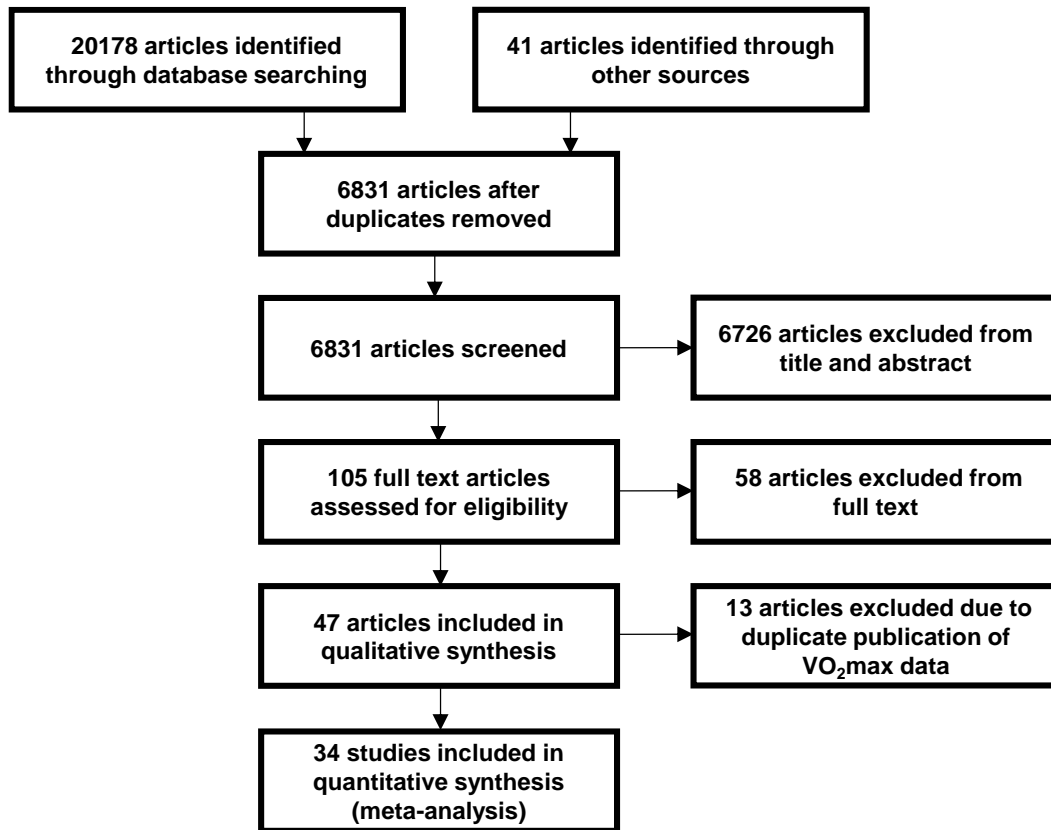 20178 articles identified
through database searching
41 articles identified through
other sources
6831 articles after
duplicates removed
6831 articles screened
6726 articles excluded from
title and abstract
105 full text articles
assessed for eligibility
58 articles excluded from
full text
47 articles included in
qualitative synthesis
13 articles excluded due to
duplicate publication of
VO₂max data
34 studies included in
quantitative synthesis
(meta-analysis)